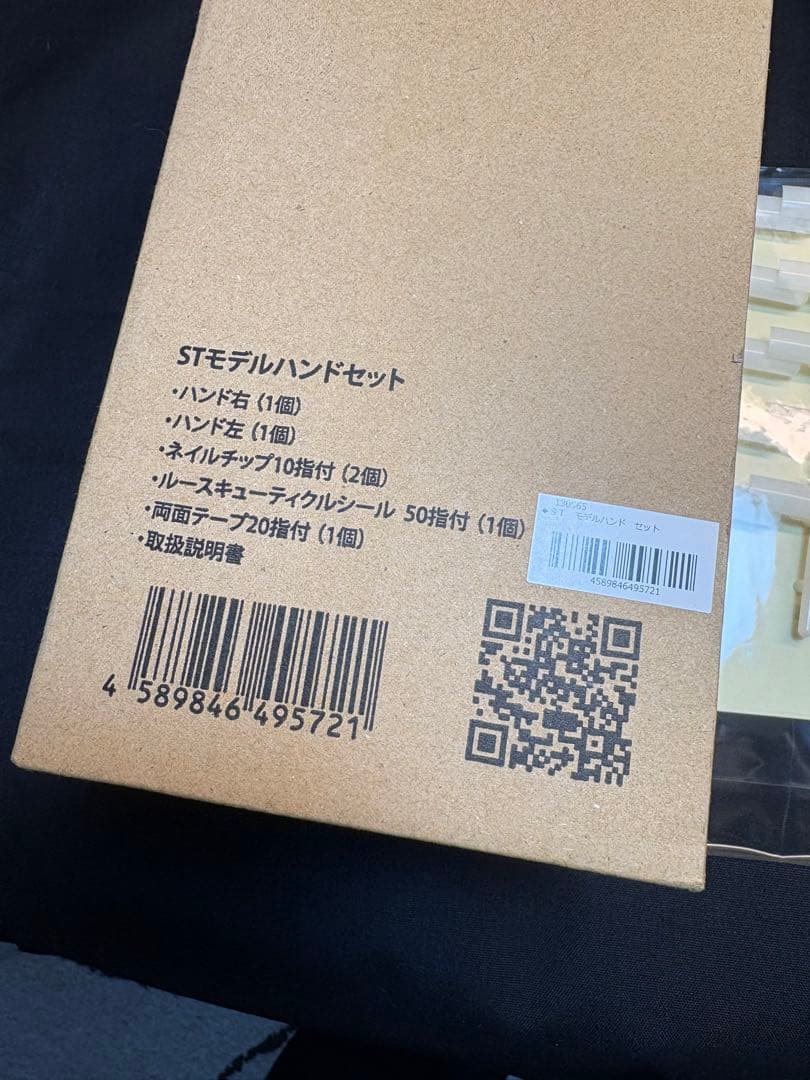 STモデルハンドセット
・ハンド右（1個）
・ハンド左（1個）
・ネイルチップ10指付（2個）
・ルースキューティクルシール 50指付（1個）
・両面テープ20指付（1個）
・取扱説明書
4 589846 495721
◆ST モデルハンド セット
4589846495721